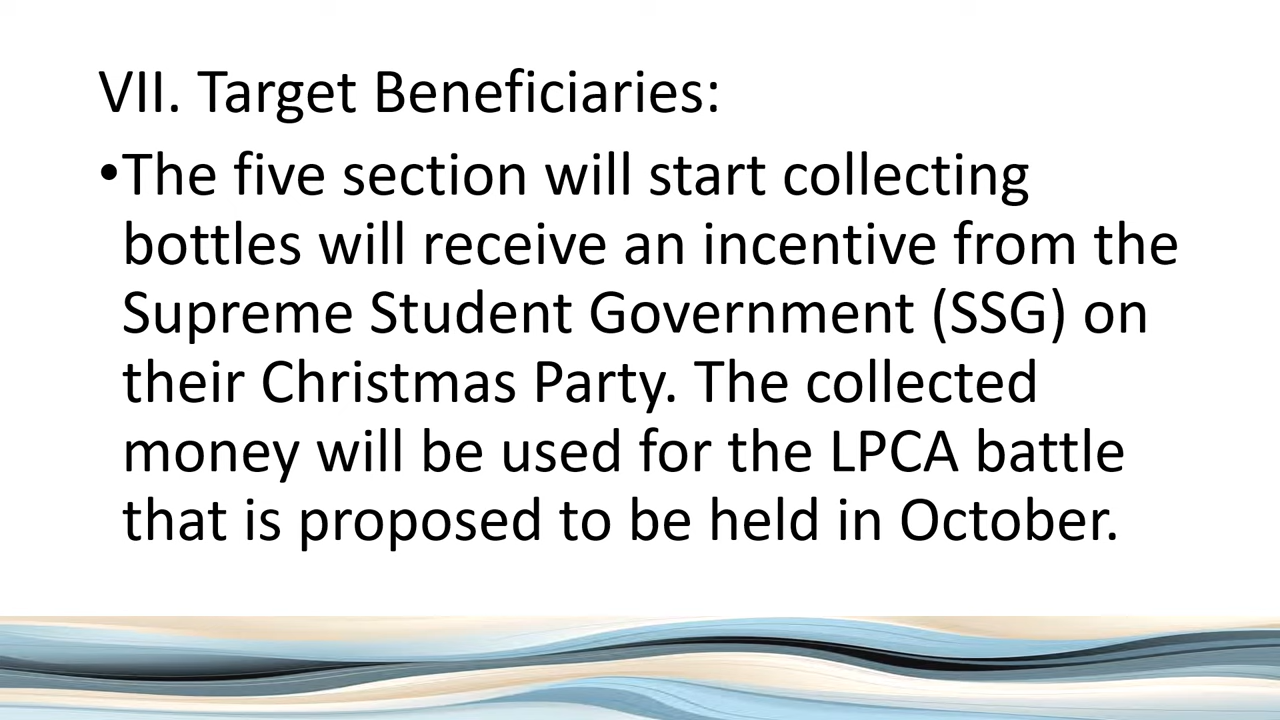 VII. Target Beneficiaries:
•The five section will start collecting
bottles will receive an incentive from the
Supreme Student Government (SSG) on
their Christmas Party. The collected
money will be used for the LPCA battle
that is proposed to be held in October.